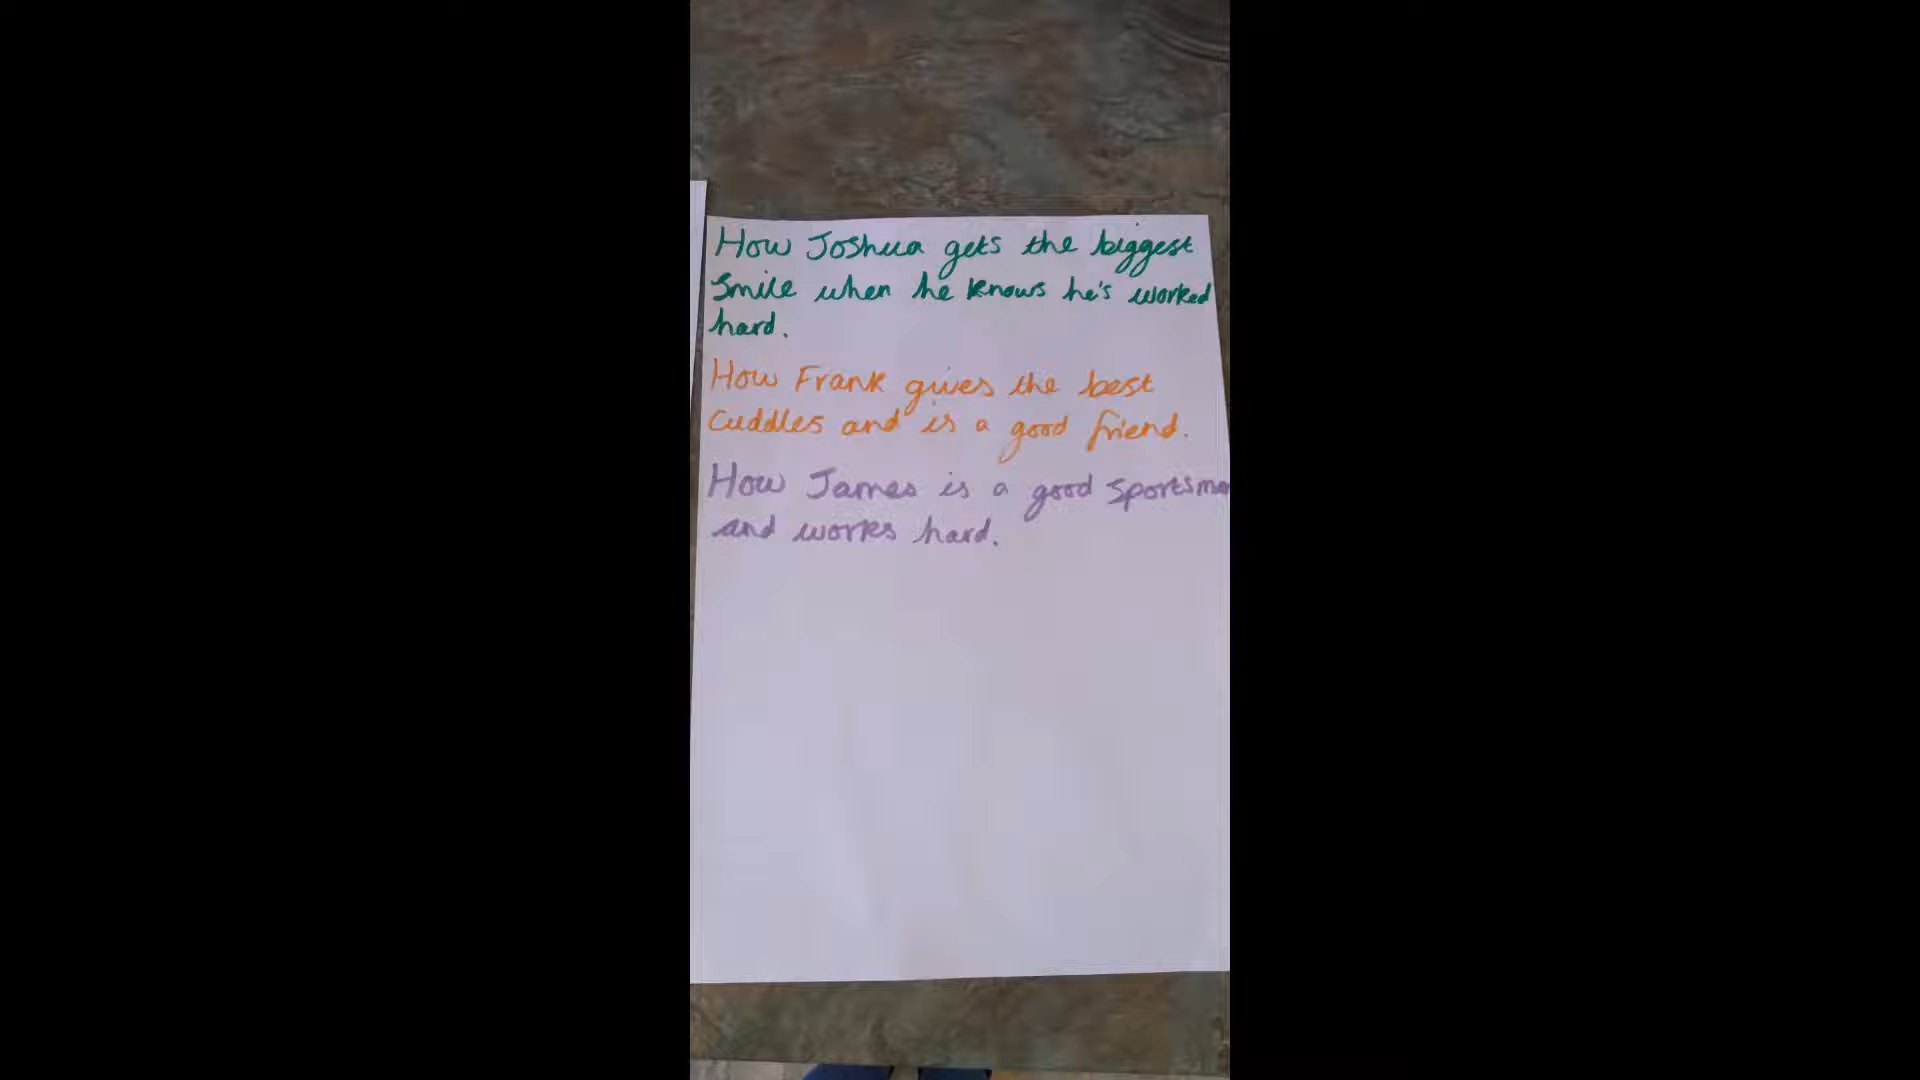 How Joshua gets the biggest
Smile when he knows he's worked
hard.
How Frank gives the best
Cuddles and is a good friend.
How James is a good
and works hard.